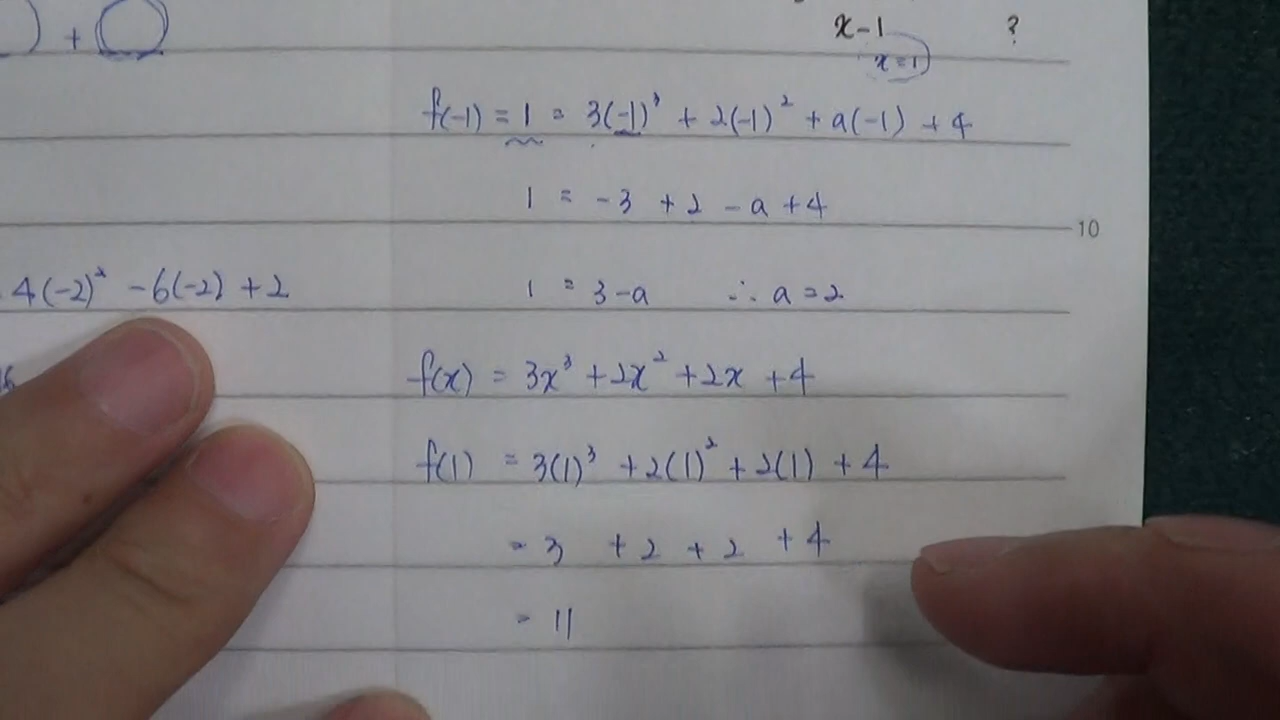 +
x-1 ?
x=1
f(-1) = 1 = 3(-1)³ + 2(-1)² + a(-1) + 4
1 = -3 + 2 - a + 4
10
4(-2)² - 6(-2) + 2
1 = 3-a ∴ a = 2
f(x) = 3x³ + 2x² + 2x + 4
f(1) = 3(1)³ + 2(1)² + 2(1) + 4
= 3 + 2 + 2 + 4
= 11